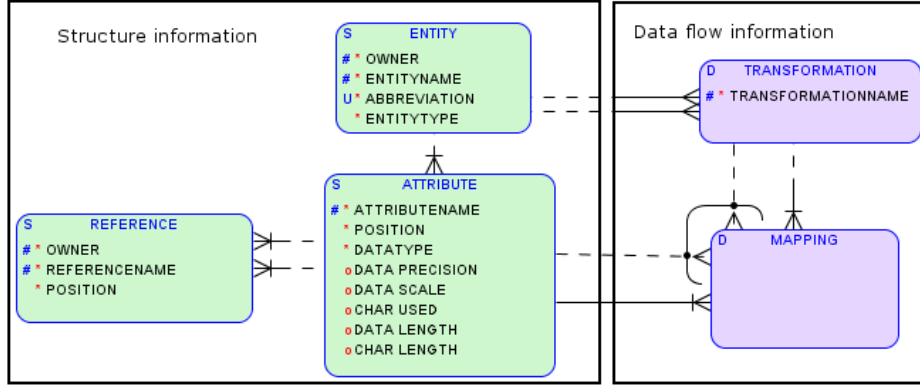 Structure information
Data flow information
S ENTITY
# * OWNER
# * ENTITYNAME
U * ABBREVIATION
* ENTITYTYPE
D TRANSFORMATION
# * TRANSFORMATIONNAME
S ATTRIBUTE
# * ATTRIBUTENAME
* POSITION
* DATATYPE
o DATA PRECISION
o DATA SCALE
o CHAR USED
o DATA LENGTH
o CHAR LENGTH
S REFERENCE
# * OWNER
# * REFERENCENAME
* POSITION
D MAPPING